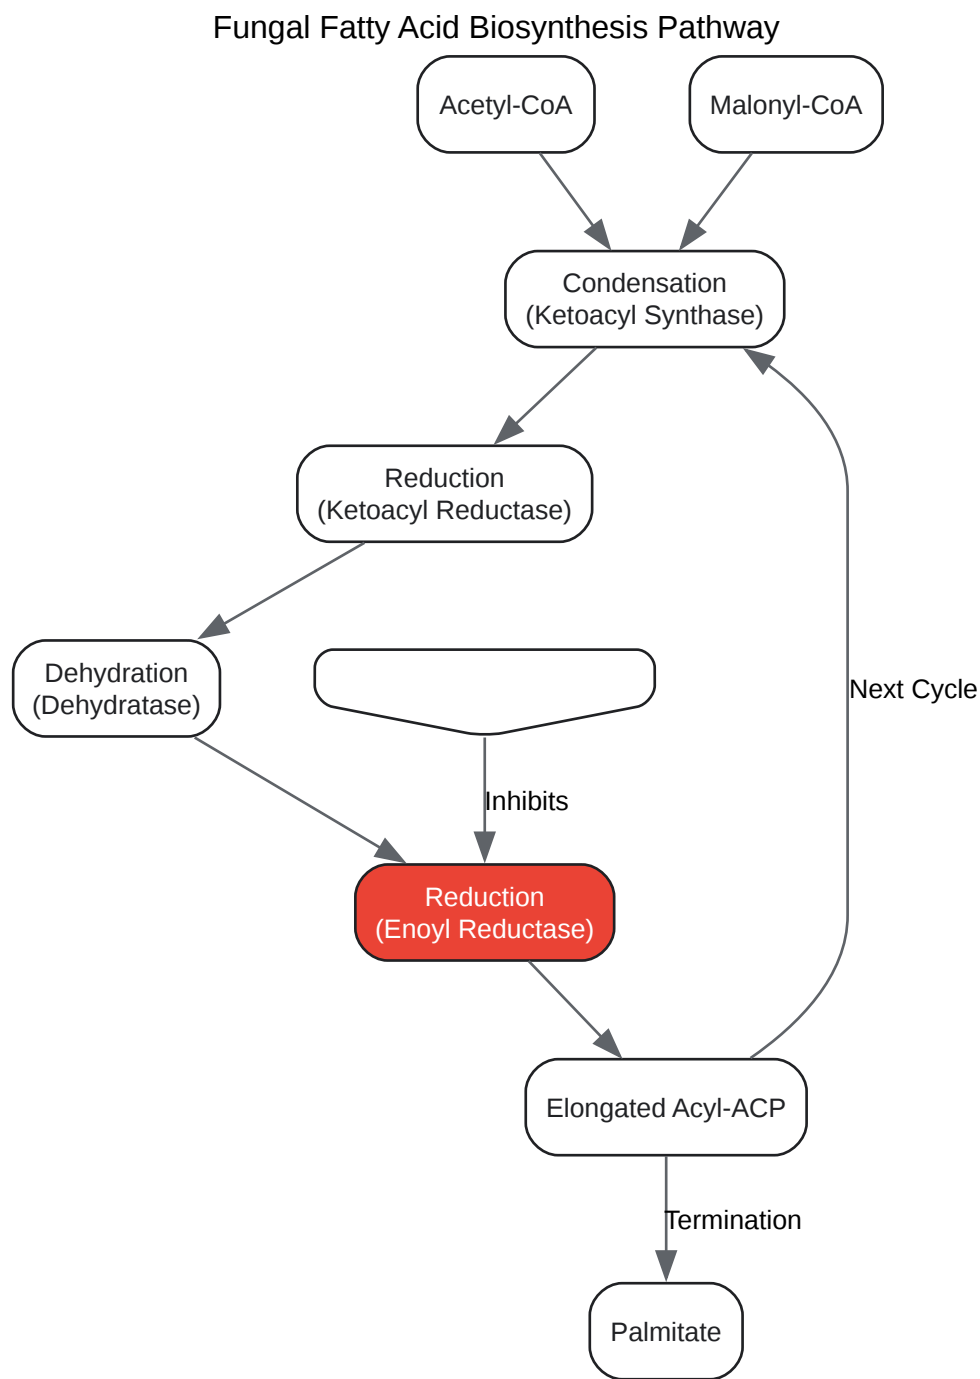 Fungal Fatty Acid Biosynthesis Pathway
Acetyl-CoA
Malonyl-CoA
Condensation
(Ketoacyl Synthase)
Reduction
(Ketoacyl Reductase)
Dehydration
(Dehydratase)
Next Cycle
Inhibits
Reduction
(Enoyl Reductase)
Elongated Acyl-ACP
Termination
Palmitate